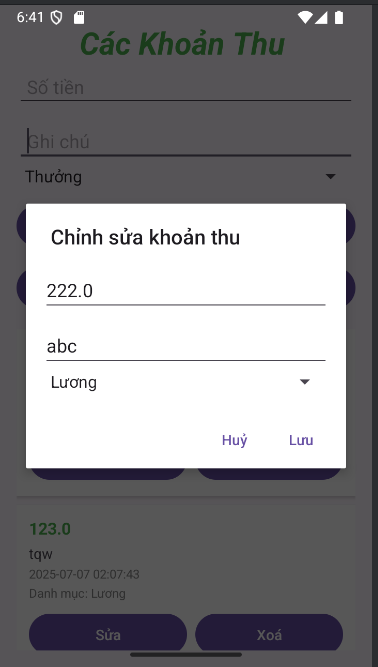 6:41
Các Khoản Thu
Số tiền
Ghi chú
Thưởng
Chỉnh sửa khoản thu
222.0
abc
Lương
Huỷ Lưu
123.0
tqw
2025-07-07 02:07:43
Danh mục: Lương
Sửa Xoá